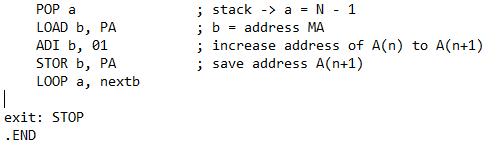 POP a ; stack -> a = N - 1
LOAD b, PA ; b = address MA
ADI b, 01 ; increase address of A(n) to A(n+1)
STOR b, PA ; save address A(n+1)
LOOP a, nextb
exit: STOP
.END